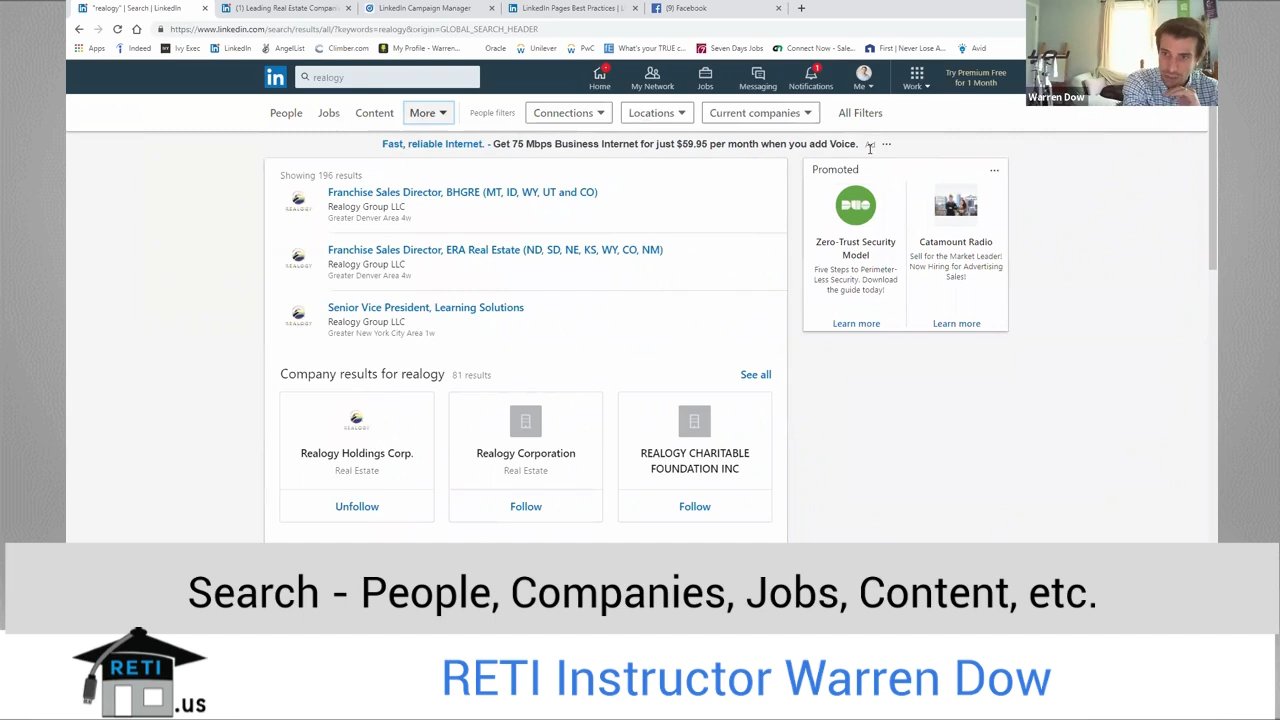 "realogy" | Search | LinkedIn
(1) Leading Real Estate Compan
LinkedIn Campaign Manager
LinkedIn Pages Best Practices | L
(9) Facebook
https://www.linkedin.com/search/results/all/?keywords=realogy&origin=GLOBAL_SEARCH_HEADER
Apps
Indeed
Ivy Exec
LinkedIn
AngelList
Climber.com
My Profile - Warren...
Oracle
Unilever
PwC
What's your TRUE c...
Seven Days Jobs
Connect Now - Sale...
First | Never Lose A...
Avid
in
realogy
Home
My Network
Jobs
Messaging
1
Notifications
Me
Work
Try Premium Free
for 1 Month
Warren Dow
People
Jobs
Content
More
People filters
Connections
Locations
Current companies
All Filters
Fast, reliable Internet. - Get 75 Mbps Business Internet for just $59.95 per month when you add Voice.
Ad
Showing 196 results
REALOGY
Franchise Sales Director, BHGRE (MT, ID, WY, UT and CO)
Realogy Group LLC
Greater Denver Area 4w
REALOGY
Franchise Sales Director, ERA Real Estate (ND, SD, NE, KS, WY, CO, NM)
Realogy Group LLC
Greater Denver Area 4w
REALOGY
Senior Vice President, Learning Solutions
Realogy Group LLC
Greater New York City Area 1w
Promoted
DUO
Zero-Trust Security
Model
Five Steps to Perimeter-
Less Security. Download
the guide today!
Learn more
Catamount Radio
Sell for the Market Leader!
Now Hiring for Advertising
Sales!
Learn more
Company results for realogy 81 results
See all
REALOGY
Realogy Holdings Corp.
Real Estate
Unfollow
Realogy Corporation
Real Estate
Follow
REALOGY CHARITABLE
FOUNDATION INC
Follow
Search - People, Companies, Jobs, Content, etc.
RETI
.us
RETI Instructor Warren Dow